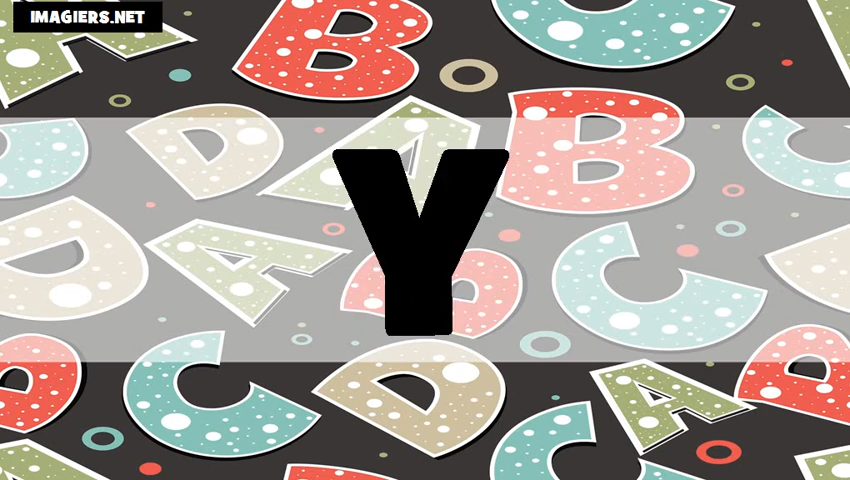 IMAGIERS.NET
A B C
D A B C
Y
D A B C D
B C D A B
A B C